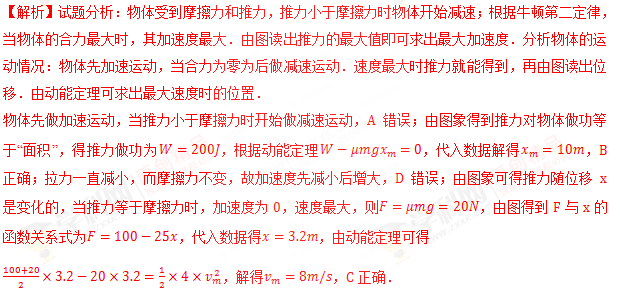 【解析】试题分析：物体受到摩擦力和推力，推力小于摩擦力时物体开始减速；根据牛顿第二定律，
当物体的合力最大时，其加速度最大．由图读出推力的最大值即可求出最大加速度．分析物体的运
动情况：物体先加速运动，当合力为零为后做减速运动．速度最大时推力就能得到，再由图读出位
移．由动能定理可求出最大速度时的位置．
物体先做加速运动，当推力小于摩擦力时开始做减速运动，A 错误；由图象得到推力对物体做功等
于“面积”，得推力做功为W = 200J，根据动能定理W − μmgx_m = 0，代入数据解得x_m = 10m，B
正确；拉力一直减小，而摩擦力不变，故加速度先减小后增大，D 错误；由图象可得推力随位移 x
是变化的，当推力等于摩擦力时，加速度为 0，速度最大，则F = μmg = 20N，由图得到 F 与 x 的
函数关系式为F = 100 − 25x，代入数据得x = 3.2m，由动能定理可得
\frac{100+20}{2} × 3.2 − 20 × 3.2 = \frac{1}{2} × 4 × v_m^2，解得v_m = 8m/s，C 正确．